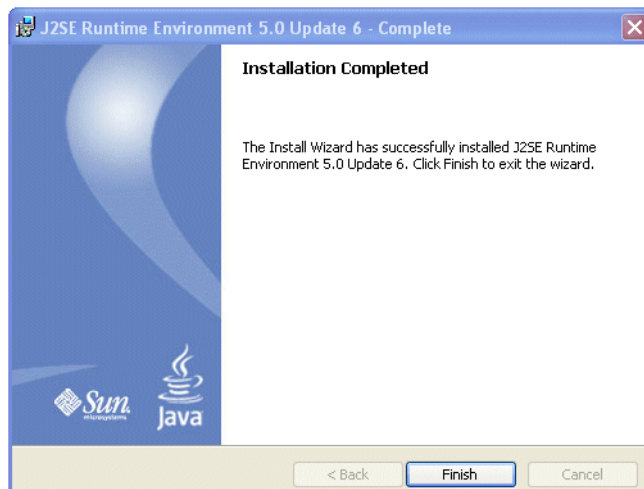 J2SE Runtime Environment 5.0 Update 6 - Complete
Installation Completed
The Install Wizard has successfully installed J2SE Runtime
Environment 5.0 Update 6. Click Finish to exit the wizard.
Sun
microsystems
Java
< Back
Finish
Cancel